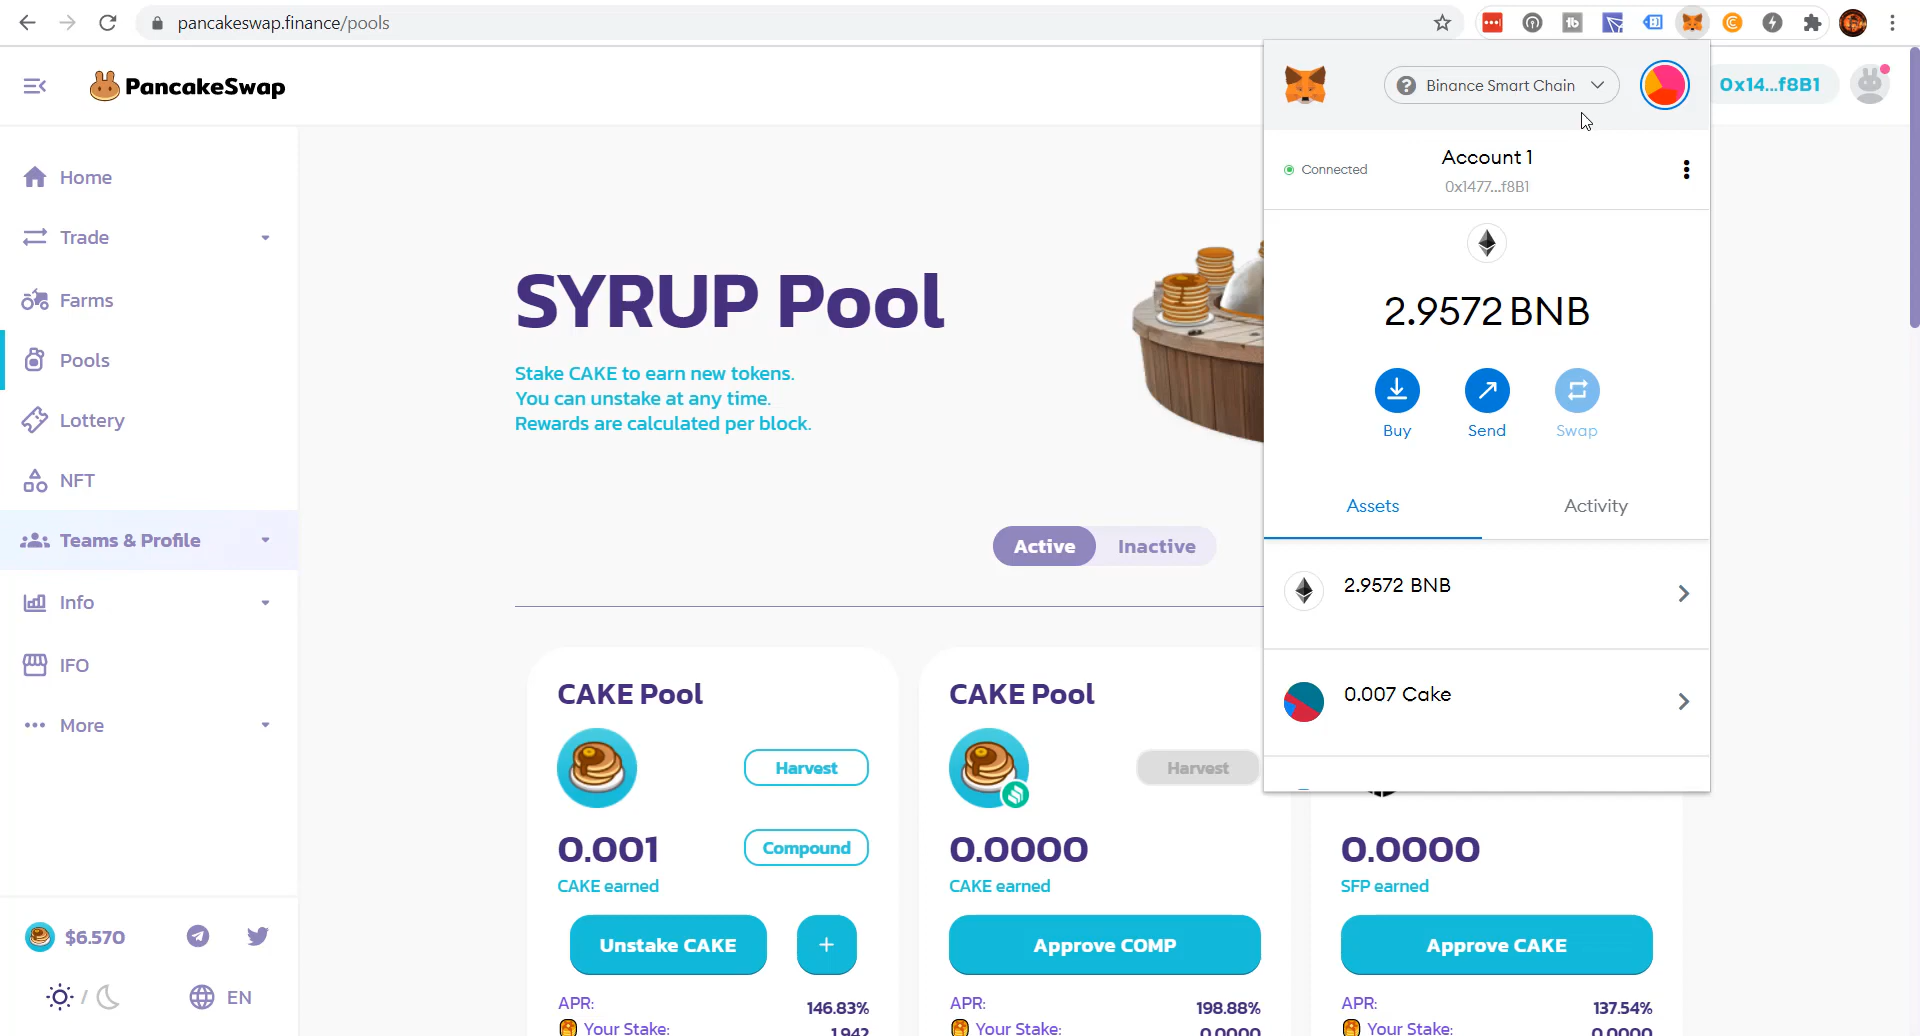 pancakeswap.finance/pools
PancakeSwap
Home
Trade
Farms
Pools
Lottery
NFT
Teams & Profile
Info
IFO
More
$6.570
EN
SYRUP Pool
Stake CAKE to earn new tokens.
You can unstake at any time.
Rewards are calculated per block.
Active Inactive
CAKE Pool
Harvest
0.001
CAKE earned
Compound
Unstake CAKE +
APR: 146.83%
Your Stake: 1.942
CAKE Pool
Harvest
0.0000
CAKE earned
Approve COMP
APR: 198.88%
Your Stake: 0.0000
0.0000
SFP earned
Approve CAKE
APR: 137.54%
Your Stake: 0.0000
Binance Smart Chain
0x14...f8B1
Connected
Account 1
0x1477...f8B1
2.9572 BNB
Buy Send Swap
Assets Activity
2.9572 BNB
0.007 Cake